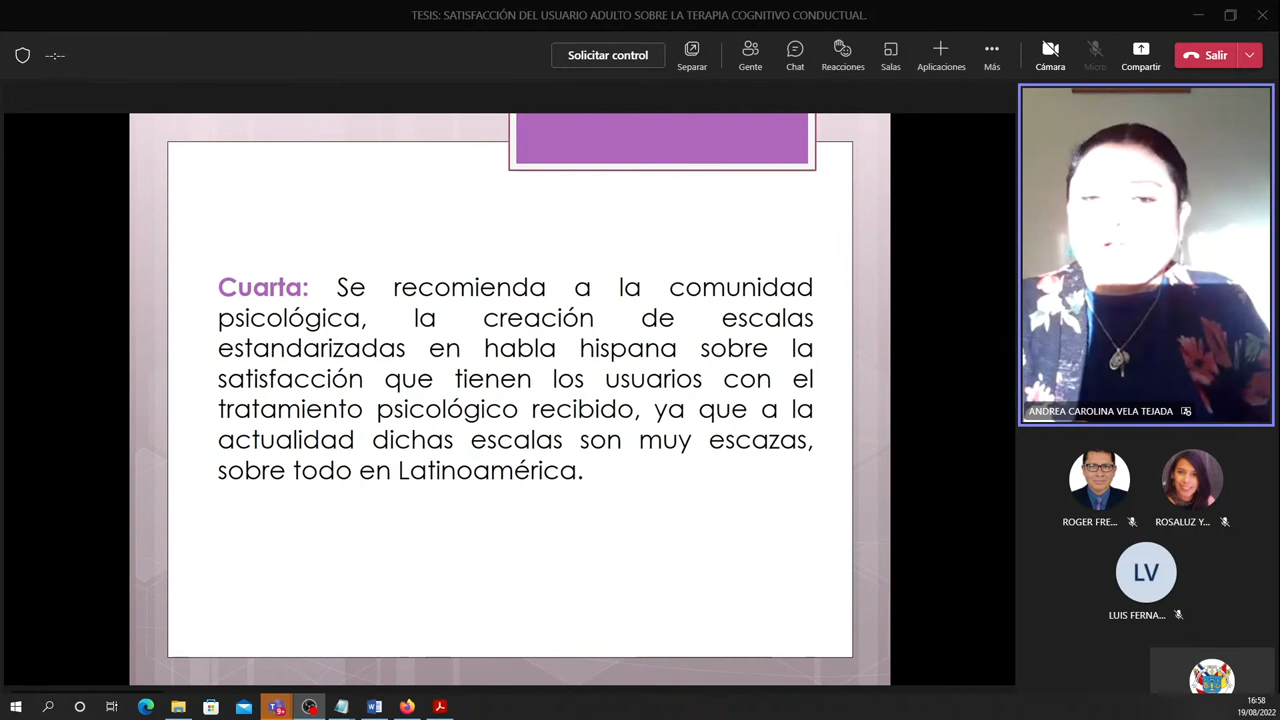 TESIS: SATISFACCIÓN DEL USUARIO ADULTO SOBRE LA TERAPIA COGNITIVO CONDUCTUAL.
--:--
Solicitar control
Separar
Gente
Chat
Reacciones
Salas
Aplicaciones
Más
Cámara
Micro
Compartir
Salir
Cuarta: Se recomienda a la comunidad
psicológica, la creación de escalas
estandarizadas en habla hispana sobre la
satisfacción que tienen los usuarios con el
tratamiento psicológico recibido, ya que a la
actualidad dichas escalas son muy escazas,
sobre todo en Latinoamérica.
ANDREA CAROLINA VELA TEJADA
ROGER FRE...
ROSALUZ Y...
LV
LUIS FERNA...
16:58
19/08/2022